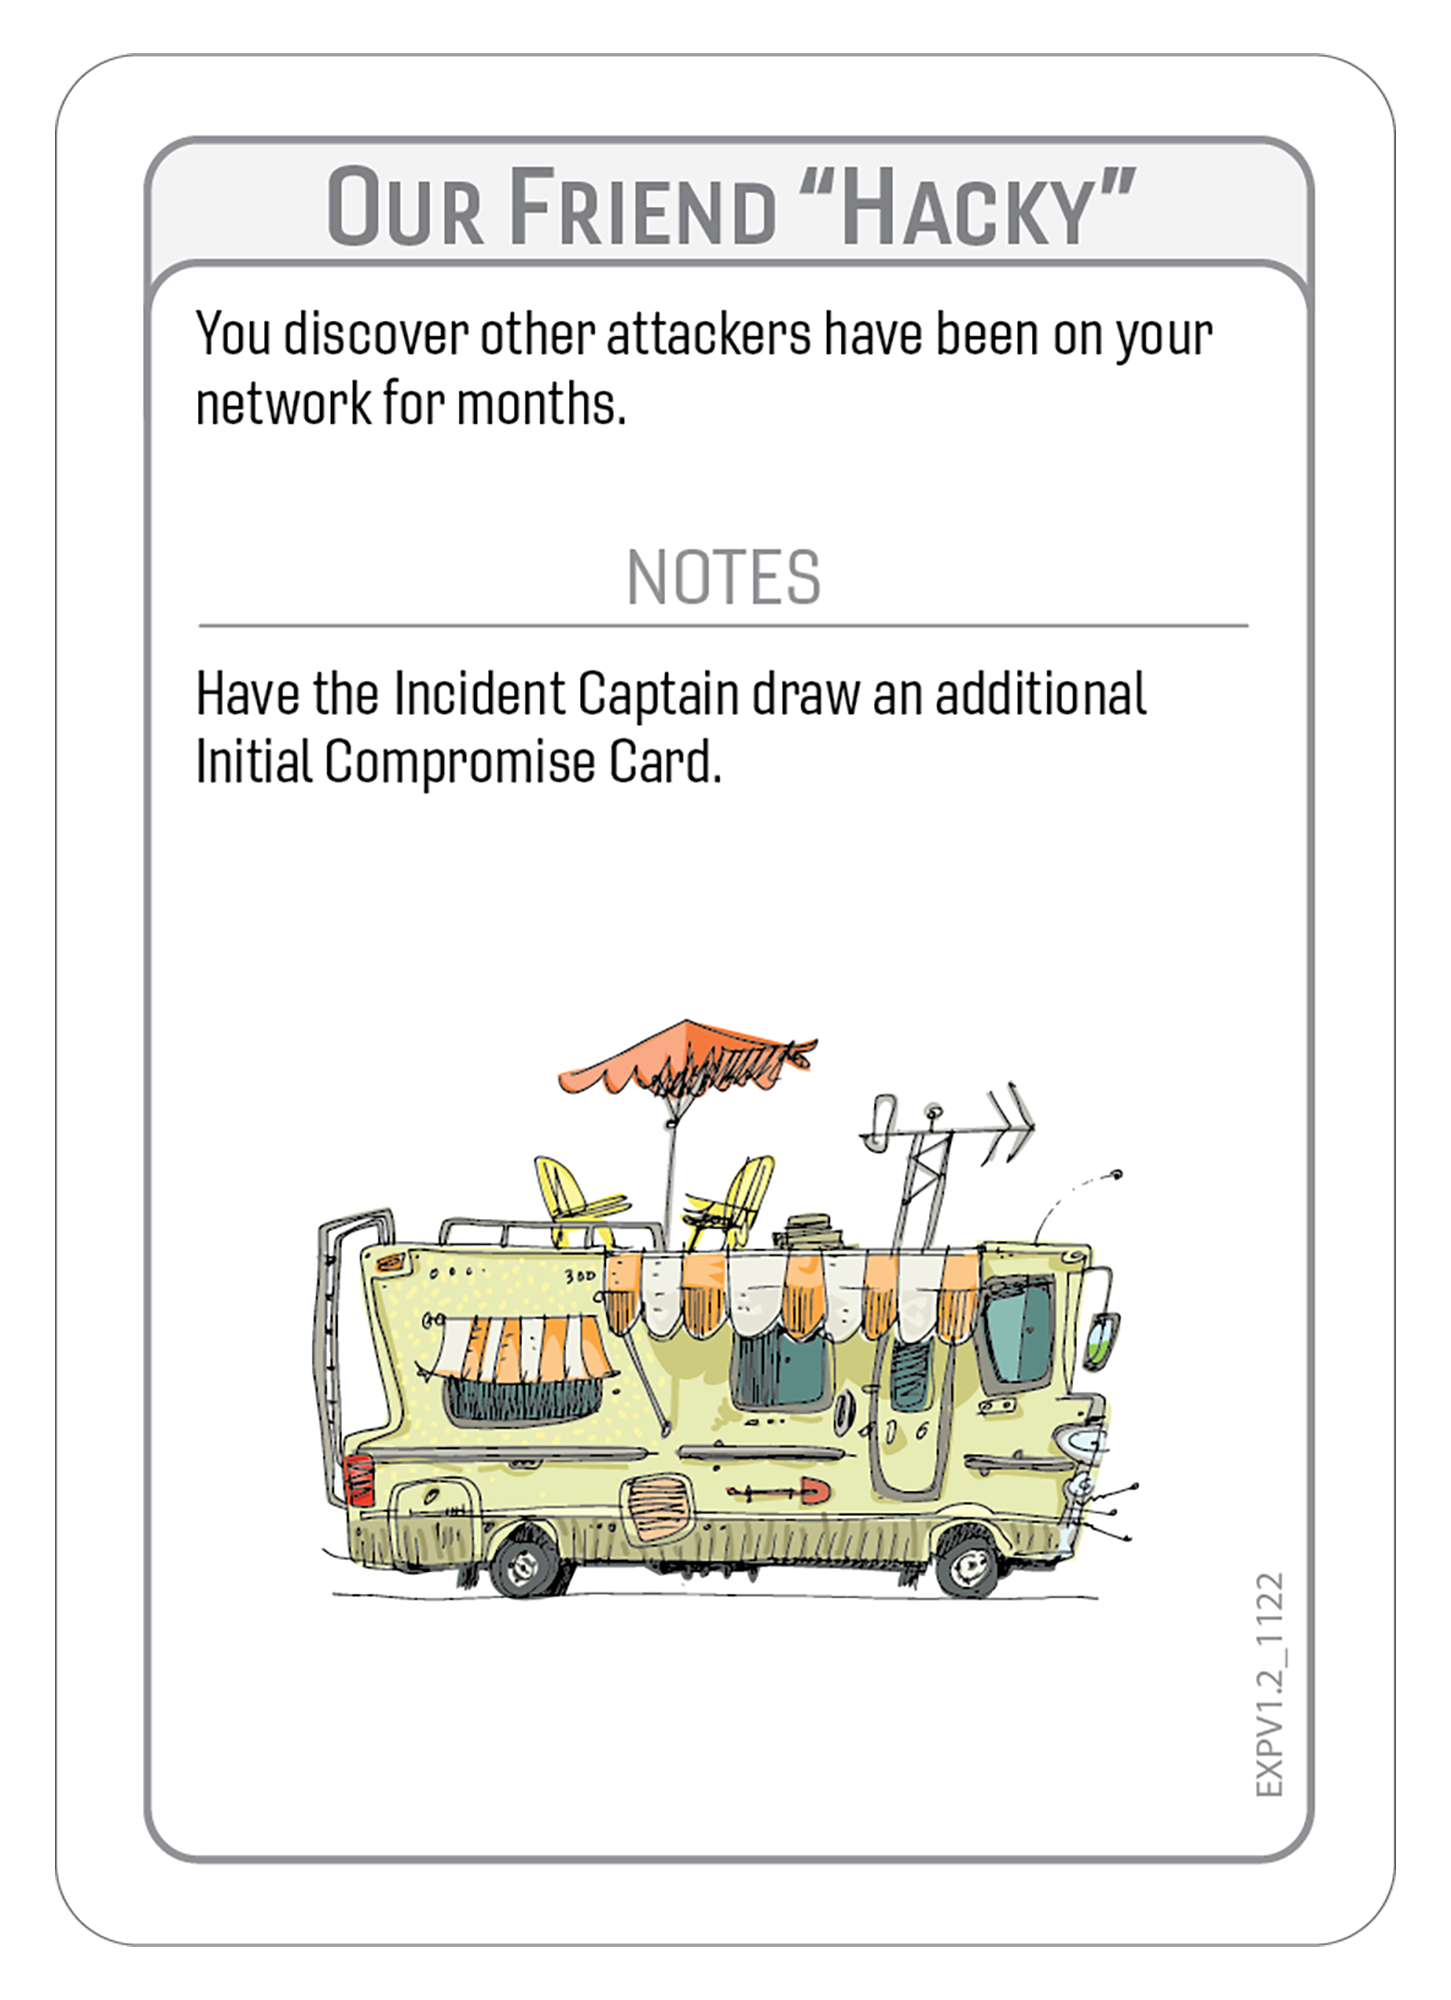 OUR FRIEND “HACKY”
You discover other attackers have been on your
network for months.
NOTES
Have the Incident Captain draw an additional
Initial Compromise Card.
EXPV1.2_1122